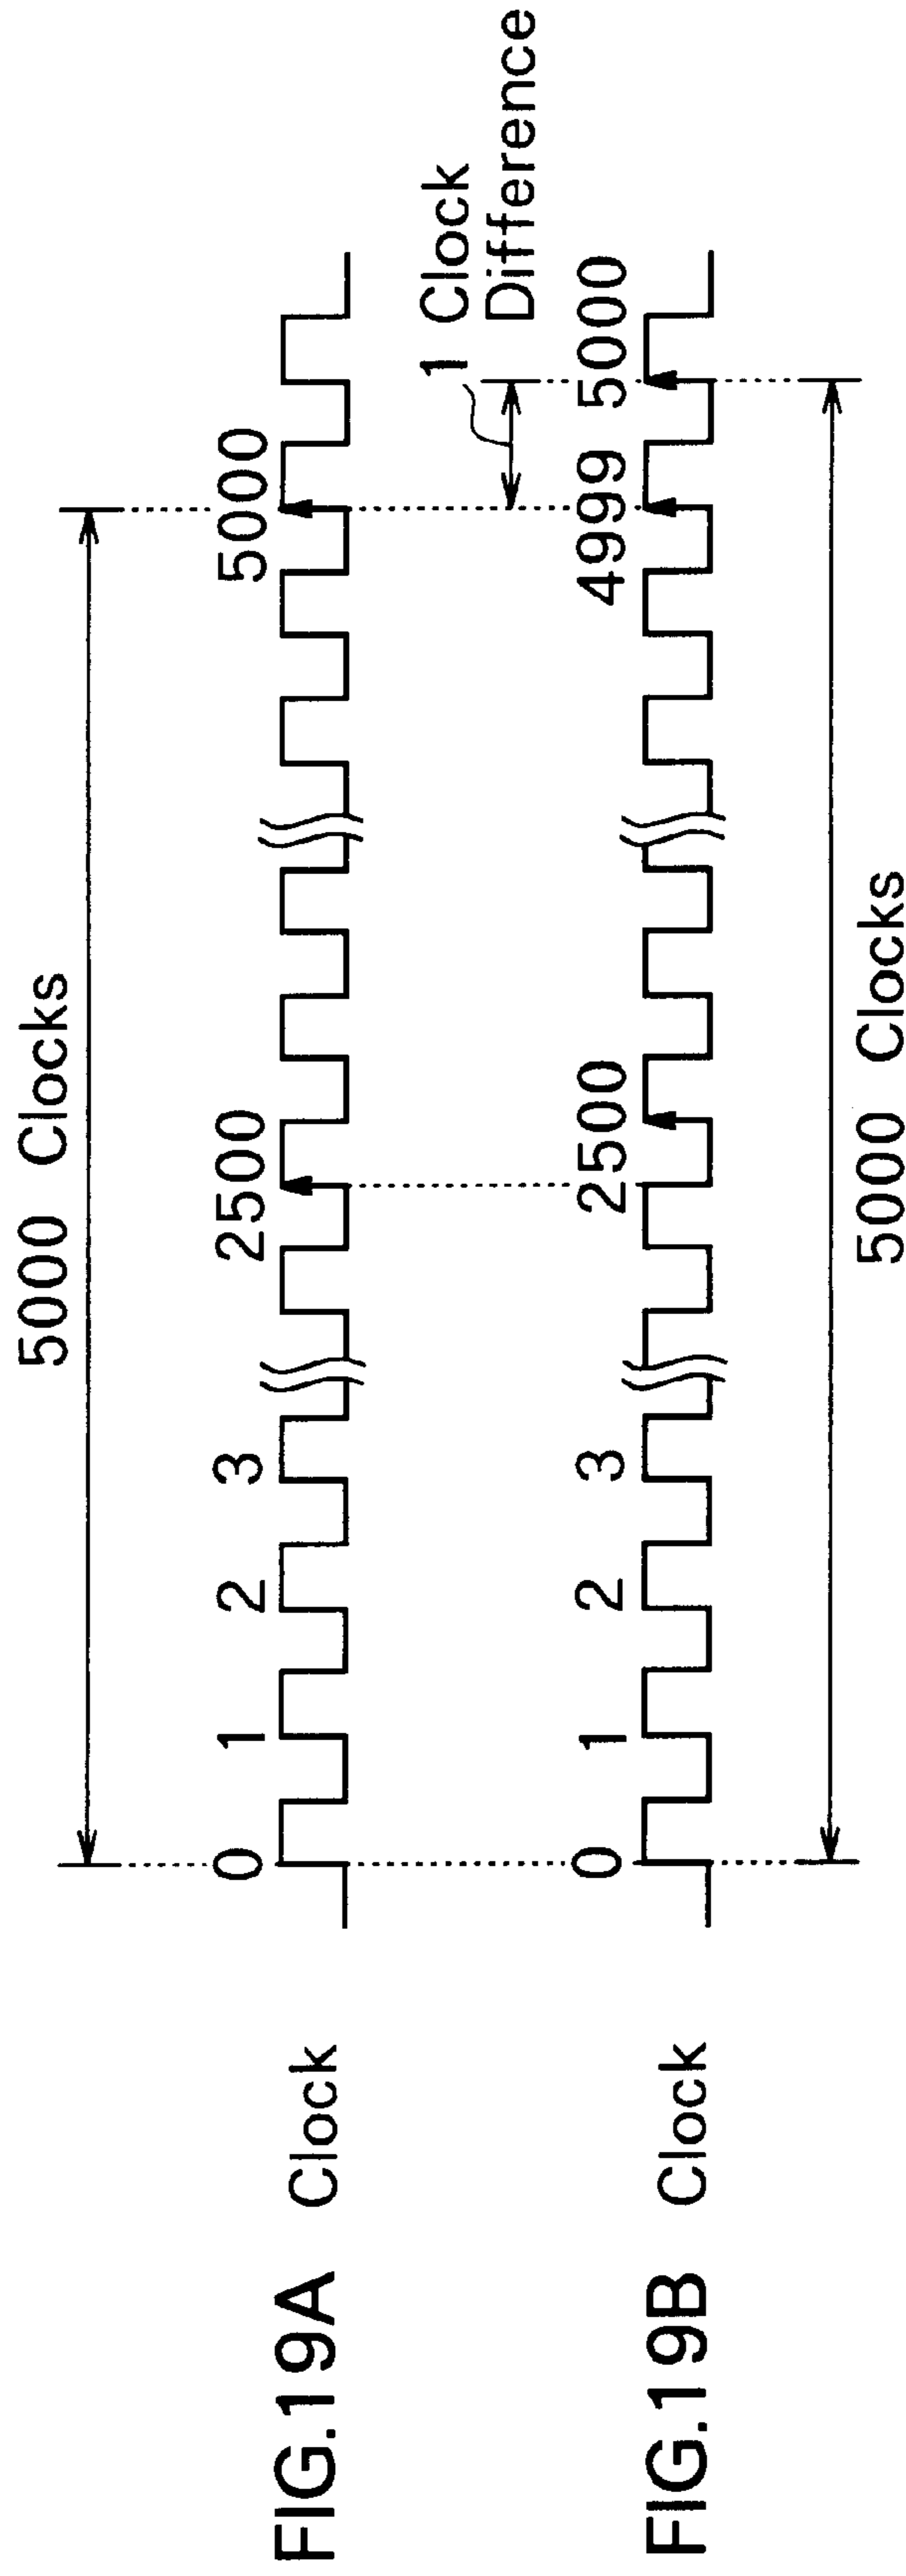 5000 Clocks
FIG.19A Clock 0 1 2 3 2500 5000
1 Clock
Difference
FIG.19B Clock 0 1 2 3 2500 4999 5000
5000 Clocks